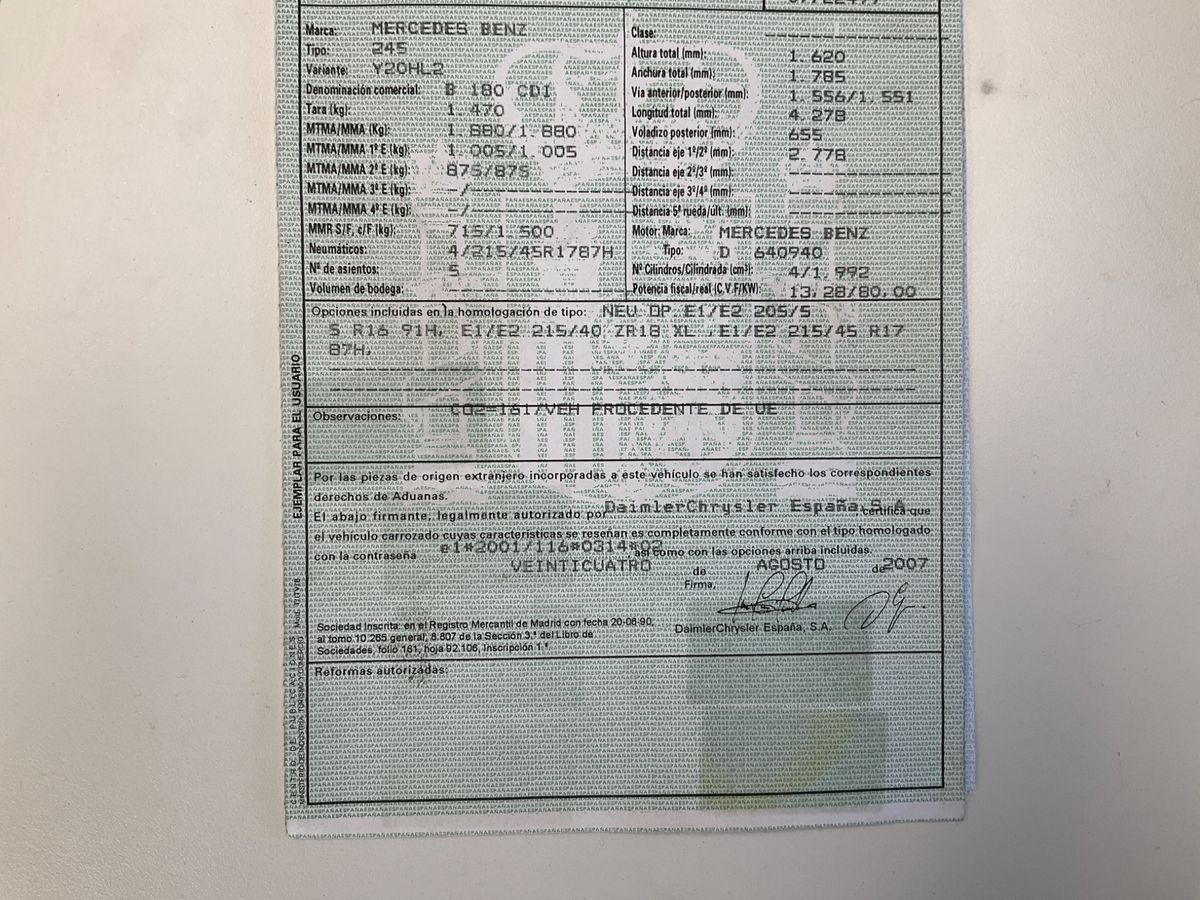 Marca: MERCEDES BENZ
Tipo: 245
Variante: Y20HL2
Denominación comercial: B 180 CDI
Tara (kg): 1.470
MTMA/MMA (Kg): 1.880/1.880
MTMA/MMA 1º E (kg): 1.005/1.005
MTMA/MMA 2º E (kg): 875/875
MTMA/MMA 3º E (kg): -/---------------
MTMA/MMA 4º E (kg): -/---------------
MMR S/F, c/F (kg): 715/1.500
Neumáticos: 4/215/45R1787H
Nº de asientos: 5
Volumen de bodega: ---------------
Clase: ---------------
Altura total (mm): 1.620
Anchura total (mm): 1.785
Via anterior/posterior (mm): 1.556/1.551
Longitud total (mm): 4.278
Voladizo posterior (mm): 655
Distancia eje 1º/2º (mm): 2.778
Distancia eje 2º/3º (mm): ---------------
Distancia eje 3º/4º (mm): ---------------
Distancia 5ª rueda/últ. (mm): ---------------
Motor: Marca: MERCEDES BENZ
Tipo: D 640940
Nº Cilindros/Cilindrada (cm³): 4/1.992
Potencia fiscal/real (C.V.F/KW): 13,28/80,00
Opciones incluidas en la homologación de tipo: NEU OP E1/E2 205/5
5 R16 91H, E1/E2 215/40 ZR18 XL ,E1/E2 215/45 R17
87H,
Observaciones: CO2=161/VEH PROCEDENTE DE UE
Por las piezas de origen extranjero incorporadas a este vehículo se han satisfecho los correspondientes
derechos de Aduanas.
El abajo firmante, legalmente autorizado por DaimlerChrysler España,S.A. certifica que
el vehículo carrozado cuyas características se reseñan es completamente conforme con el tipo homologado
con la contraseña e1*2001/116*0314*02, así como con las opciones arriba incluidas.
VEINTICUATRO de AGOSTO de 2007
Firma,
DaimlerChrysler España, S.A.
Sociedad Inscrita: en el Registro Mercantil de Madrid con fecha 20-06-90,
al tomo 10.265 general, 8.807 de la Sección 3.ª del Libro de
Sociedades, folio 161, hoja 92.106, Inscripción 1.ª
Reformas autorizadas:
EJEMPLAR PARA EL USUARIO
CENTRO DE PUBLICACIONES
MINISTERIO DE INDUSTRIA, TURISMO Y COMERCIO